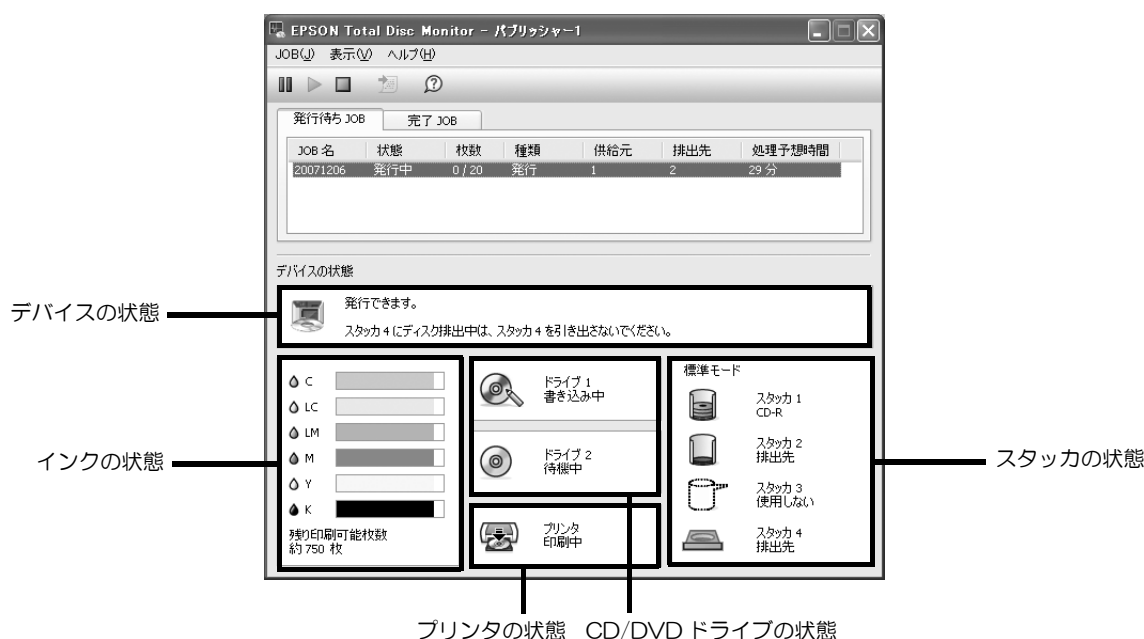 EPSON Total Disc Monitor - パブリッシャー1
JOB(J) 表示(V) ヘルプ(H)
発行待ち JOB 完了 JOB
JOB 名 状態 枚数 種類 供給元 排出先 処理予想時間
20071206 発行中 0 / 20 発行 1 2 29 分
デバイスの状態
デバイスの状態
発行できます。
スタッカ 4 にディスク排出中は、スタッカ 4 を引き出さないでください。
インクの状態
C
LC
LM
M
Y
K
残り印刷可能枚数
約 750 枚
ドライブ 1
書き込み中
ドライブ 2
待機中
プリンタ
印刷中
標準モード
スタッカ 1
CD-R
スタッカ 2
排出先
スタッカ 3
使用しない
スタッカ 4
排出先
スタッカの状態
プリンタの状態 CD/DVD ドライブの状態